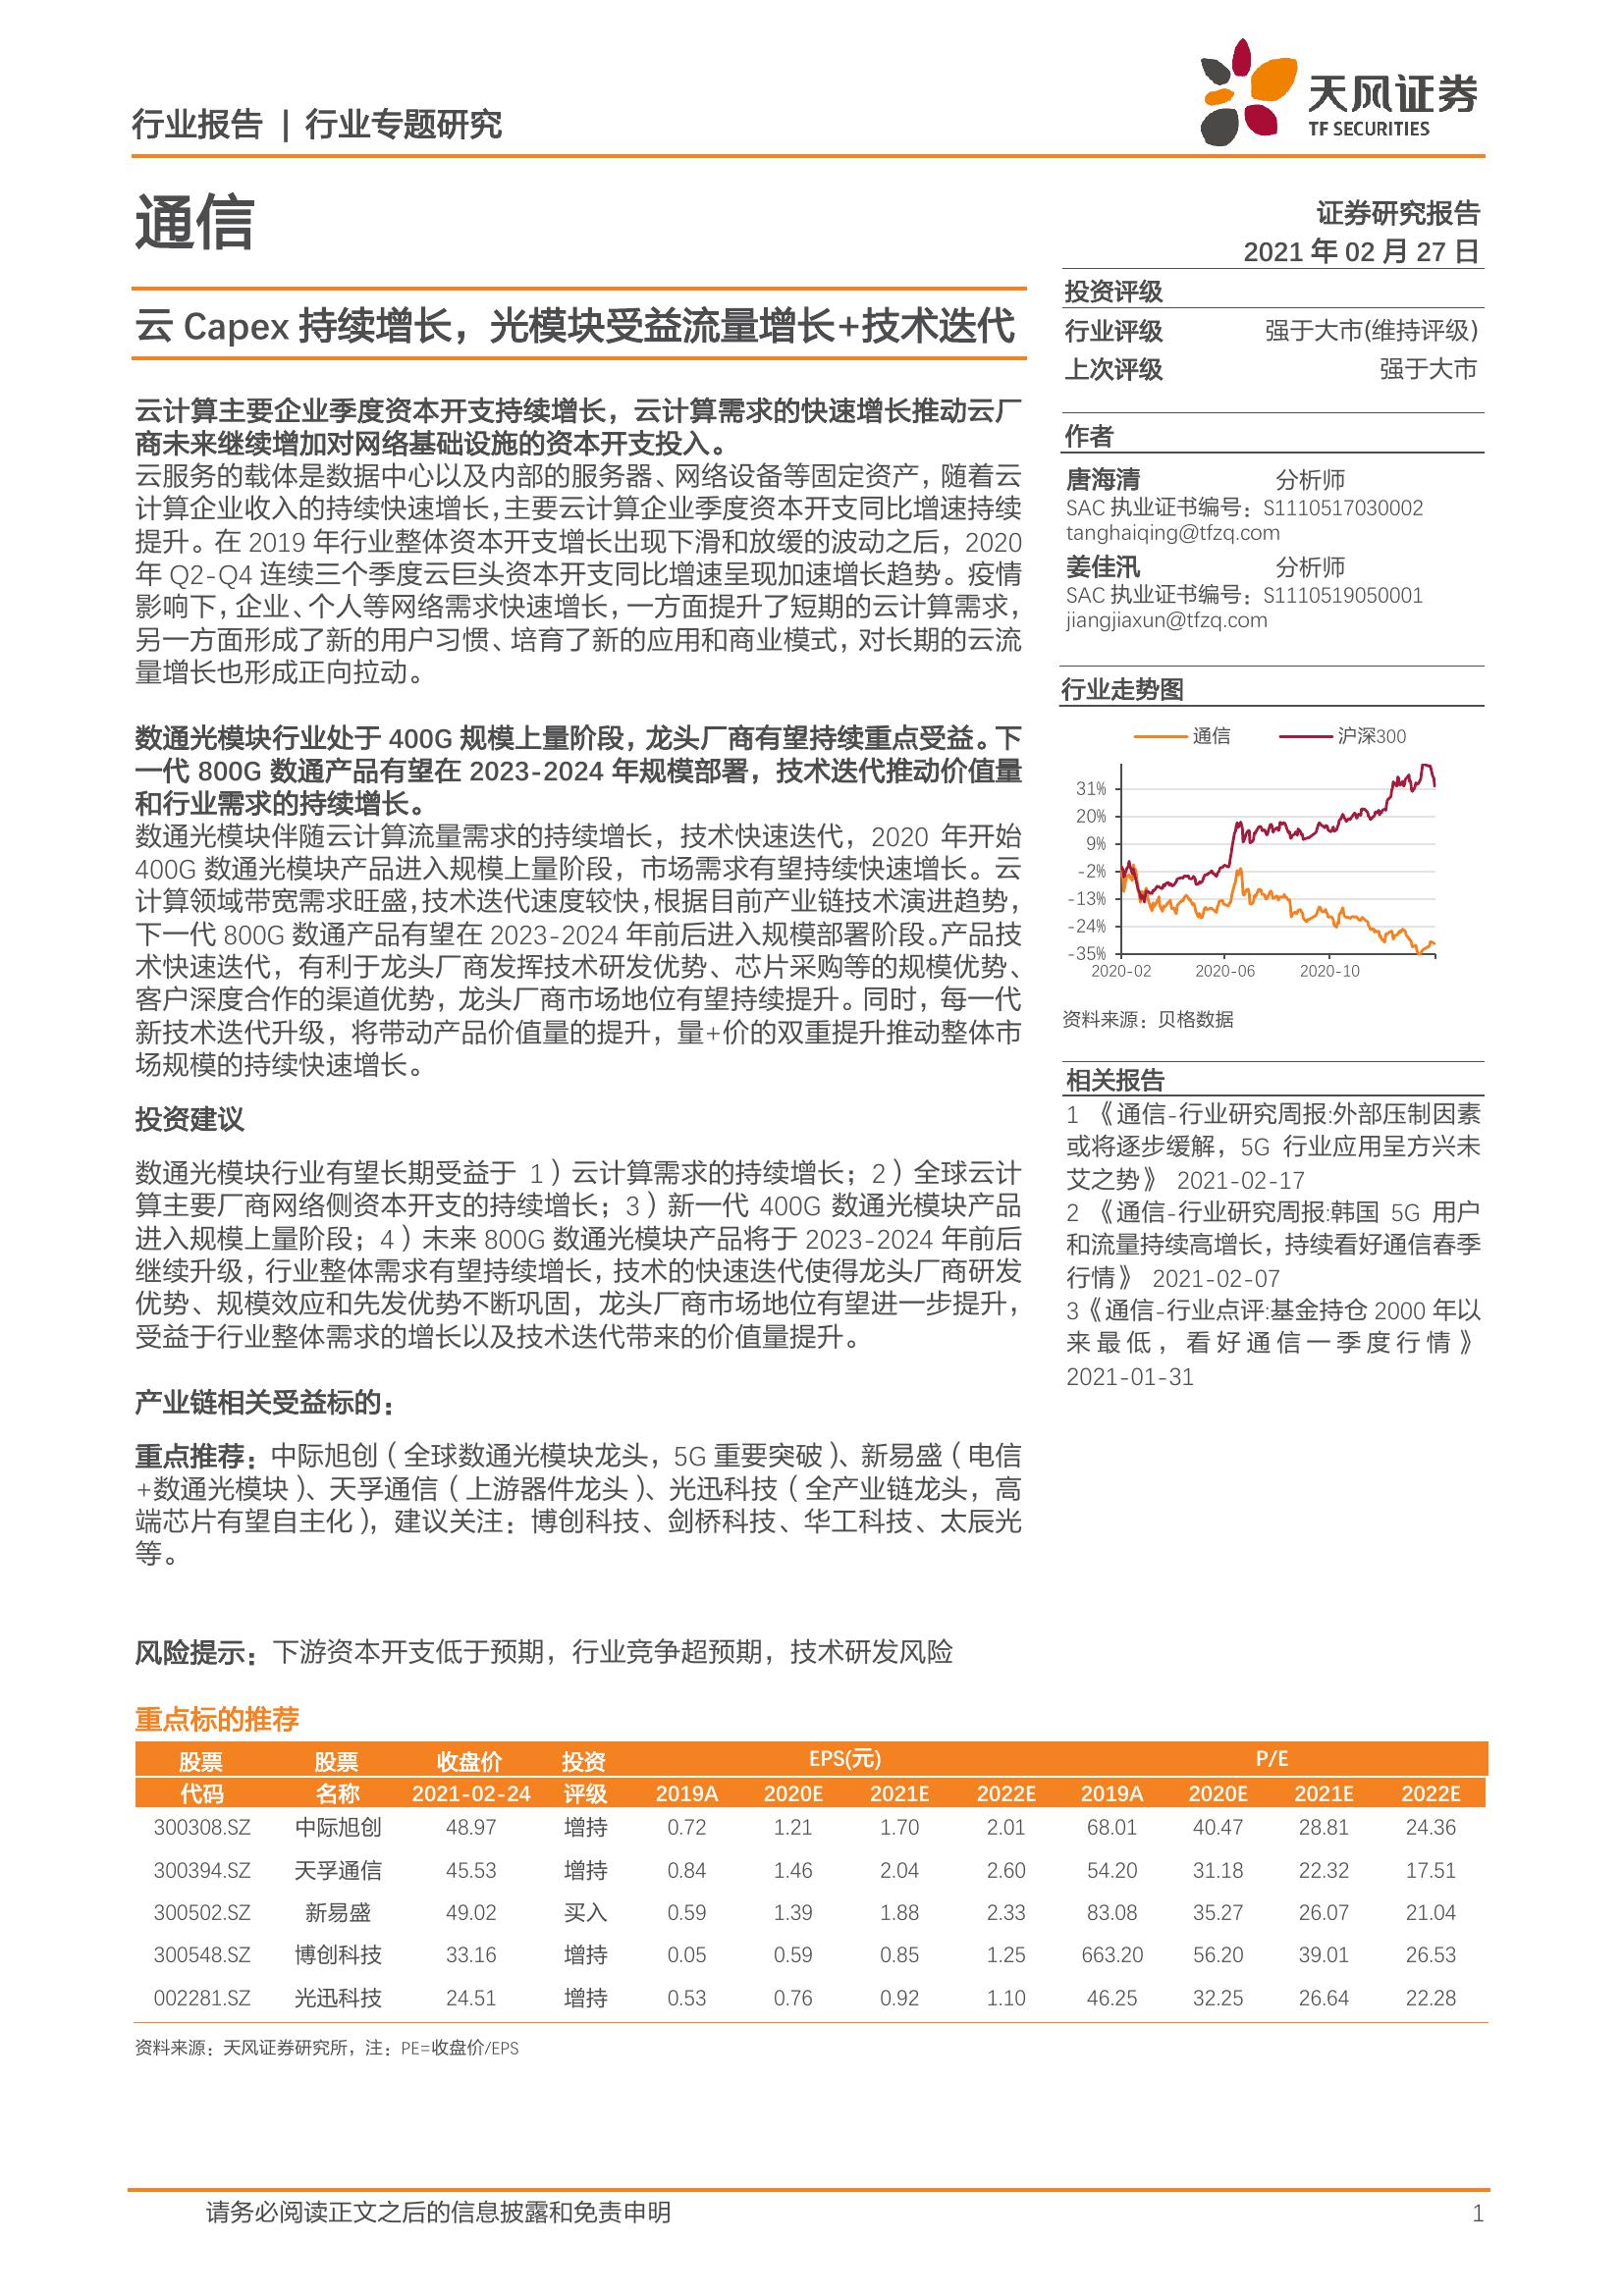 行业报告 | 行业专题研究
天风证券
TF SECURITIES
通信
证券研究报告
2021 年 02 月 27 日
云 Capex 持续增长，光模块受益流量增长+技术迭代
云计算主要企业季度资本开支持续增长，云计算需求的快速增长推动云厂
商未来继续增加对网络基础设施的资本开支投入。
云服务的载体是数据中心以及内部的服务器、网络设备等固定资产，随着云
计算企业收入的持续快速增长，主要云计算企业季度资本开支同比增速持续
提升。在 2019 年行业整体资本开支增长出现下滑和放缓的波动之后，2020
年 Q2-Q4 连续三个季度云巨头资本开支同比增速呈现加速增长趋势。疫情
影响下，企业、个人等网络需求快速增长，一方面提升了短期的云计算需求，
另一方面形成了新的用户习惯、培育了新的应用和商业模式，对长期的云流
量增长也形成正向拉动。
数通光模块行业处于 400G 规模上量阶段，龙头厂商有望持续重点受益。下
一代 800G 数通产品有望在 2023-2024 年规模部署，技术迭代推动价值量
和行业需求的持续增长。
数通光模块伴随云计算流量需求的持续增长，技术快速迭代，2020 年开始
400G 数通光模块产品进入规模上量阶段，市场需求有望持续快速增长。云
计算领域带宽需求旺盛，技术迭代速度较快，根据目前产业链技术演进趋势，
下一代 800G 数通产品有望在 2023-2024 年前后进入规模部署阶段。产品技
术快速迭代，有利于龙头厂商发挥技术研发优势、芯片采购等的规模优势、
客户深度合作的渠道优势，龙头厂商市场地位有望持续提升。同时，每一代
新技术迭代升级，将带动产品价值量的提升，量+价的双重提升推动整体市
场规模的持续快速增长。
投资建议
数通光模块行业有望长期受益于 1）云计算需求的持续增长；2）全球云计
算主要厂商网络侧资本开支的持续增长；3）新一代 400G 数通光模块产品
进入规模上量阶段；4）未来 800G 数通光模块产品将于 2023-2024 年前后
继续升级，行业整体需求有望持续增长，技术的快速迭代使得龙头厂商研发
优势、规模效应和先发优势不断巩固，龙头厂商市场地位有望进一步提升，
受益于行业整体需求的增长以及技术迭代带来的价值量提升。
产业链相关受益标的：
重点推荐：中际旭创（全球数通光模块龙头，5G 重要突破）、新易盛（电信
+数通光模块）、天孚通信（上游器件龙头）、光迅科技（全产业链龙头，高
端芯片有望自主化），建议关注：博创科技、剑桥科技、华工科技、太辰光
等。
风险提示：下游资本开支低于预期，行业竞争超预期，技术研发风险
投资评级
行业评级 强于大市(维持评级)
上次评级 强于大市
作者
唐海清 分析师
SAC 执业证书编号：S1110517030002
tanghaiqing@tfzq.com
姜佳汛 分析师
SAC 执业证书编号：S1110519050001
jiangjiaxun@tfzq.com
行业走势图
通信 沪深300
31%
20%
9%
-2%
-13%
-24%
-35%
2020-02 2020-06 2020-10
资料来源：贝格数据
相关报告
1 《通信-行业研究周报:外部压制因素
或将逐步缓解，5G 行业应用呈方兴未
艾之势》 2021-02-17
2 《通信-行业研究周报:韩国 5G 用户
和流量持续高增长，持续看好通信春季
行情》 2021-02-07
3《通信-行业点评:基金持仓 2000 年以
来最低，看好通信一季度行情》
2021-01-31
重点标的推荐
股票 股票 收盘价 投资 EPS(元) P/E
代码 名称 2021-02-24 评级 2019A 2020E 2021E 2022E 2019A 2020E 2021E 2022E
300308.SZ 中际旭创 48.97 增持 0.72 1.21 1.70 2.01 68.01 40.47 28.81 24.36
300394.SZ 天孚通信 45.53 增持 0.84 1.46 2.04 2.60 54.20 31.18 22.32 17.51
300502.SZ 新易盛 49.02 买入 0.59 1.39 1.88 2.33 83.08 35.27 26.07 21.04
300548.SZ 博创科技 33.16 增持 0.05 0.59 0.85 1.25 663.20 56.20 39.01 26.53
002281.SZ 光迅科技 24.51 增持 0.53 0.76 0.92 1.10 46.25 32.25 26.64 22.28
资料来源：天风证券研究所，注：PE=收盘价/EPS
请务必阅读正文之后的信息披露和免责申明 1